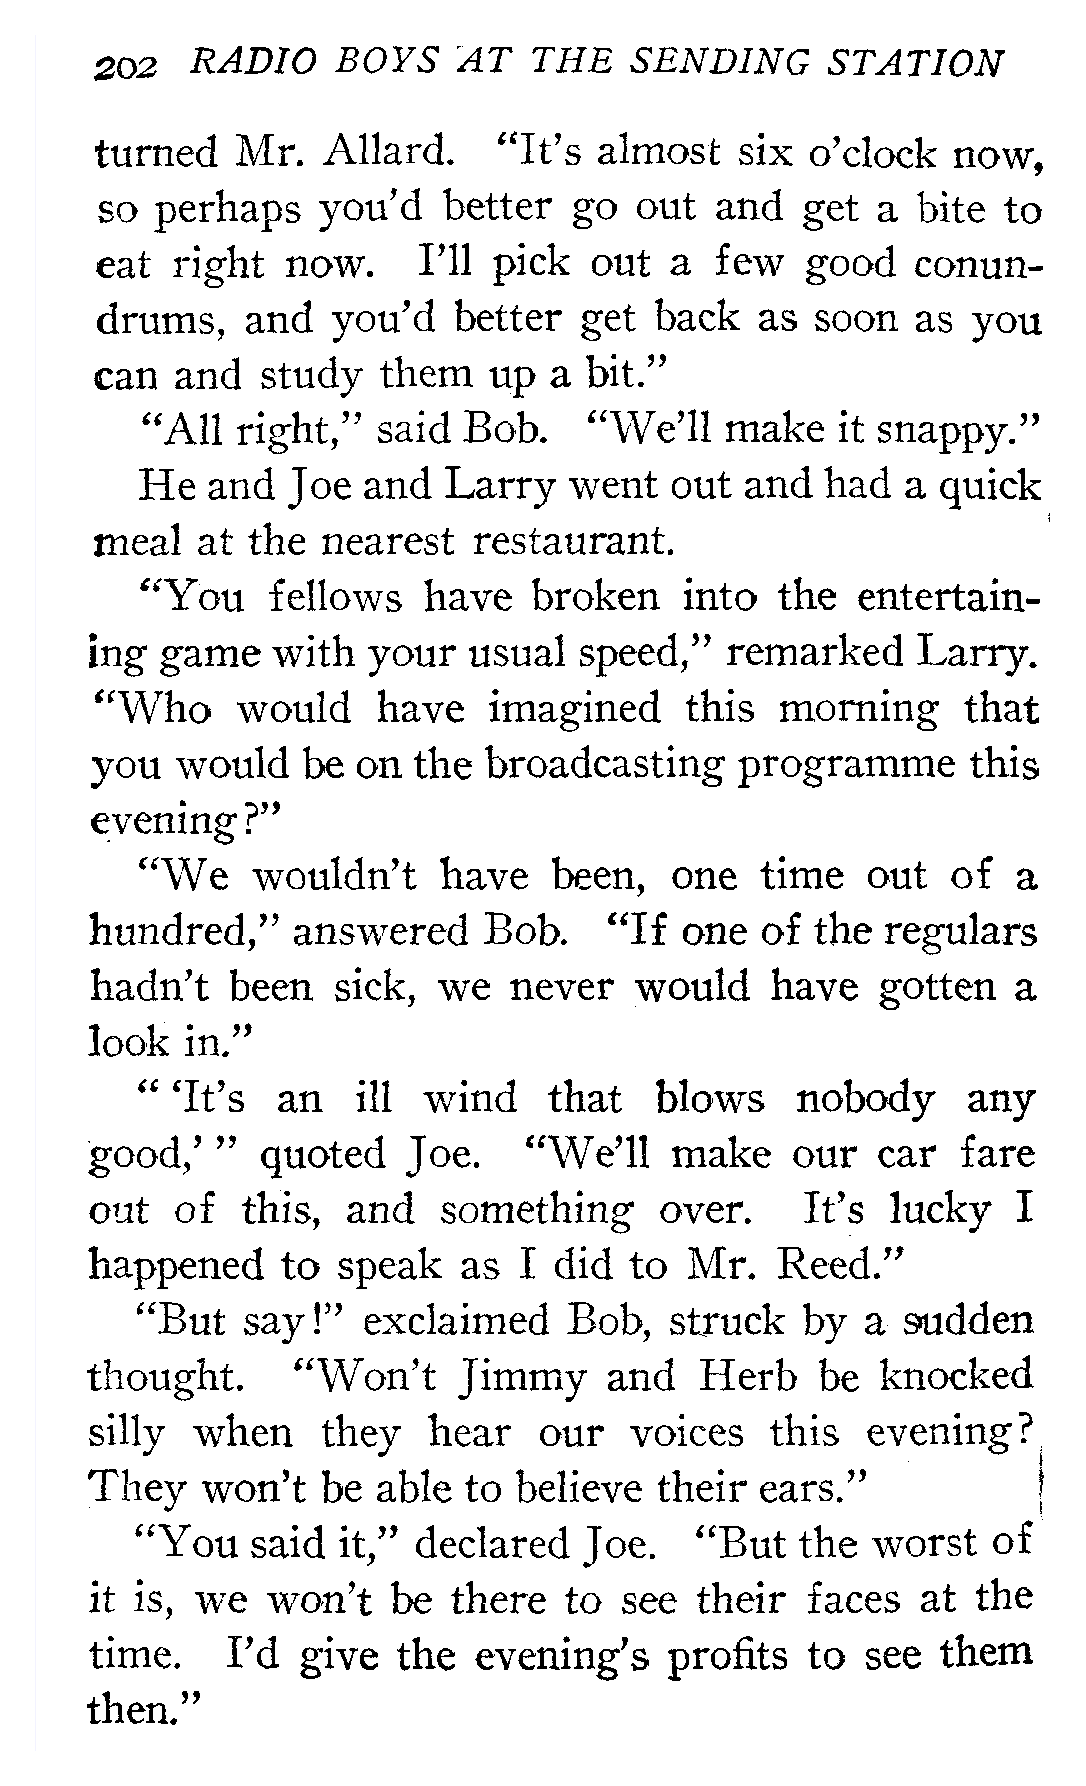 202 RADIO BOYS AT THE SENDING STATION
turned Mr. Allard. “It’s almost six o’clock now,
so perhaps you’d better go out and get a bite to
eat right now. I’ll pick out a few good conun-
drums, and you’d better get back as soon as you
can and study them up a bit.”
“All right,” said Bob. “We’ll make it snappy.”
He and Joe and Larry went out and had a quick
meal at the nearest restaurant.
“You fellows have broken into the entertain-
ing game with your usual speed,” remarked Larry.
“Who would have imagined this morning that
you would be on the broadcasting programme this
evening?”
“We wouldn’t have been, one time out of a
hundred,” answered Bob. “If one of the regulars
hadn’t been sick, we never would have gotten a
look in.”
“ ‘It’s an ill wind that blows nobody any
good,’ ” quoted Joe. “We’ll make our car fare
out of this, and something over. It’s lucky I
happened to speak as I did to Mr. Reed.”
“But say!” exclaimed Bob, struck by a sudden
thought. “Won’t Jimmy and Herb be knocked
silly when they hear our voices this evening?
They won’t be able to believe their ears.”
“You said it,” declared Joe. “But the worst of
it is, we won’t be there to see their faces at the
time. I’d give the evening’s profits to see them
then.”